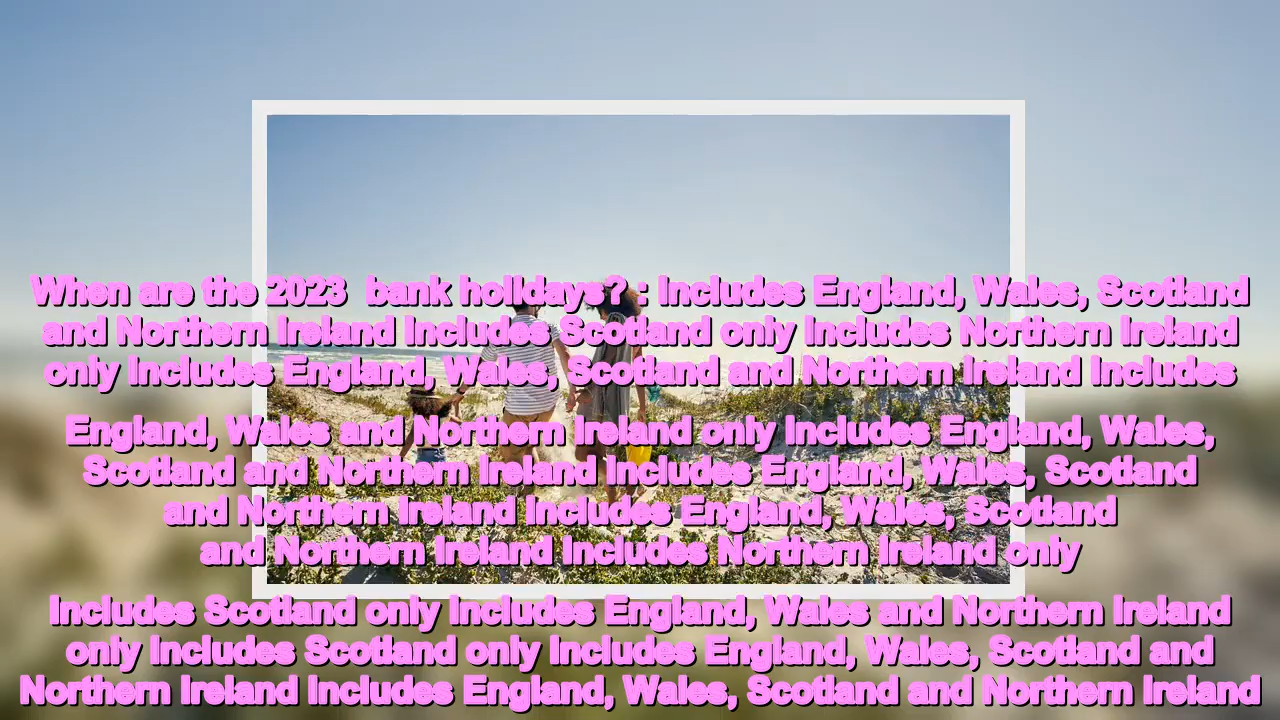 When are the 2023 bank holidays? : Includes England, Wales, Scotland
and Northern Ireland Includes Scotland only Includes Northern Ireland
only Includes England, Wales, Scotland and Northern Ireland Includes
England, Wales and Northern Ireland only Includes England, Wales,
Scotland and Northern Ireland Includes England, Wales, Scotland
and Northern Ireland Includes England, Wales, Scotland
and Northern Ireland Includes Northern Ireland only
Includes Scotland only Includes England, Wales and Northern Ireland
only Includes Scotland only Includes England, Wales, Scotland and
Northern Ireland Includes England, Wales, Scotland and Northern Ireland